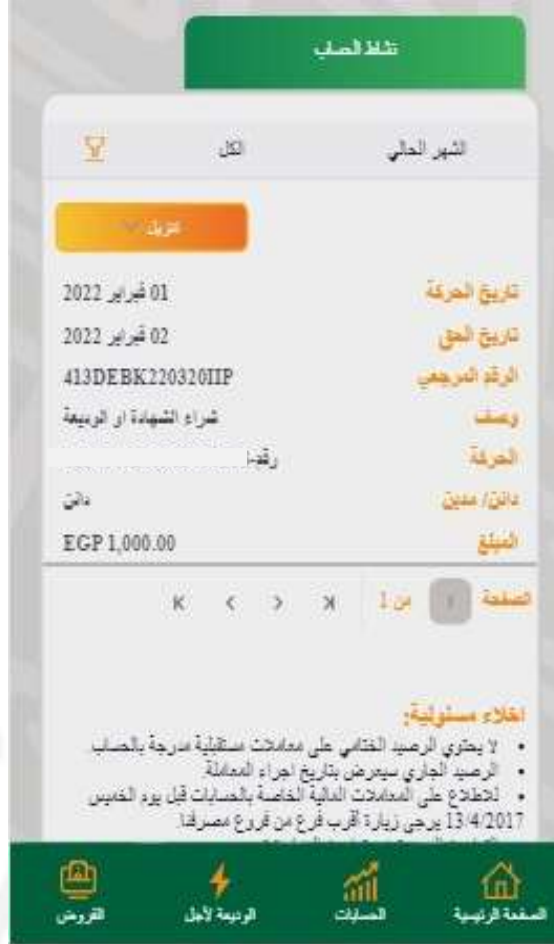 نشاط الحساب
الشهر الحالي الكل
تنزيل
تاريخ الحركة 01 فبراير 2022
تاريخ الحق 02 فبراير 2022
الرقم المرجعي 413DEBK220320IIP
وصف شراء الشهادة او الوديعة
الحركة رقم:
دائن/ مدين دائن
المبلغ EGP 1,000.00
الصفحة 1 من 1
اخلاء مسئولية:
• لا يحتوي الرصيد الختامي على معاملات مستقبلية مدرجة بالحساب.
• الرصيد الجاري سيعرض بتاريخ اجراء المعاملة
• للاطلاع على المعاملات المالية الخاصة بالحسابات قبل يوم الخميس
13/4/2017 يرجى زيارة أقرب فرع من فروع مصرفنا.
الصفحة الرئيسية الحسابات الوديعة لأجل القروض